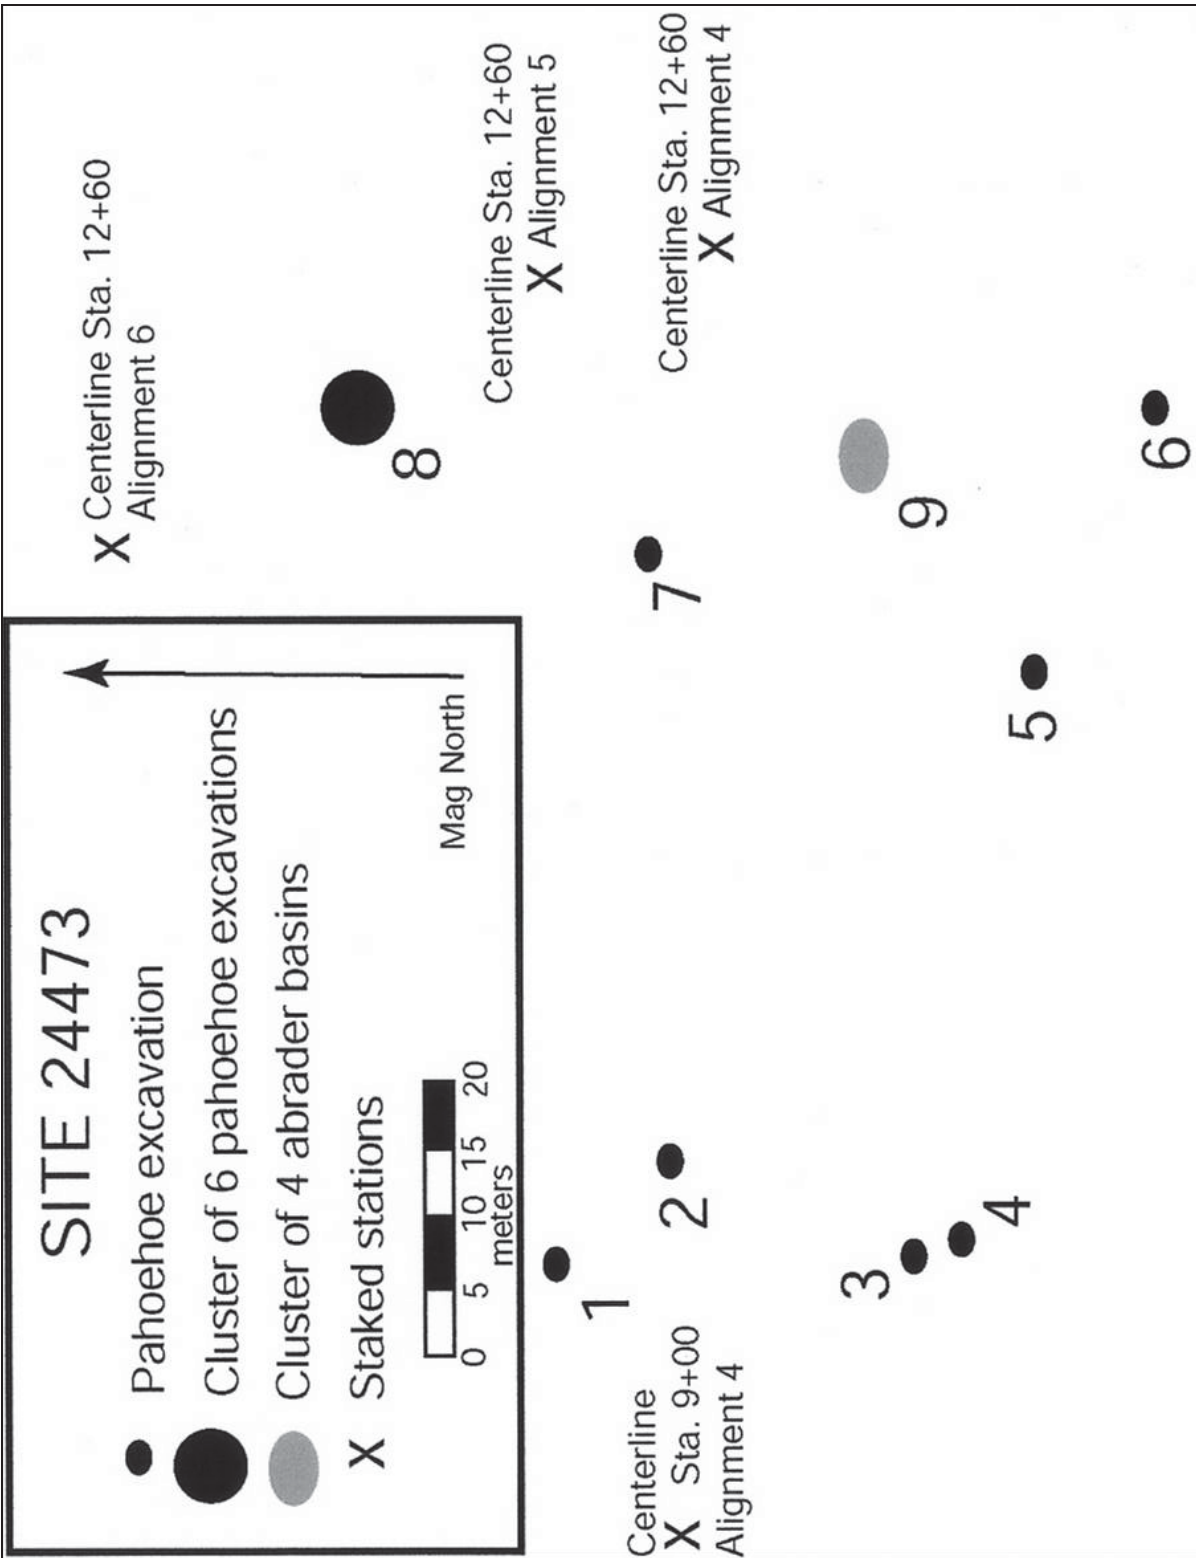 SITE 24473
Pahoehoe excavation
Cluster of 6 pahoehoe excavations
Cluster of 4 abrader basins
X Staked stations
0 5 10 15 20
meters
Mag North
X Centerline Sta. 12+60
Alignment 6
8
Centerline Sta. 12+60
X Alignment 5
Centerline Sta. 12+60
X Alignment 4
1
2
7
Centerline
X Sta. 9+00
Alignment 4
3
4
9
5
6